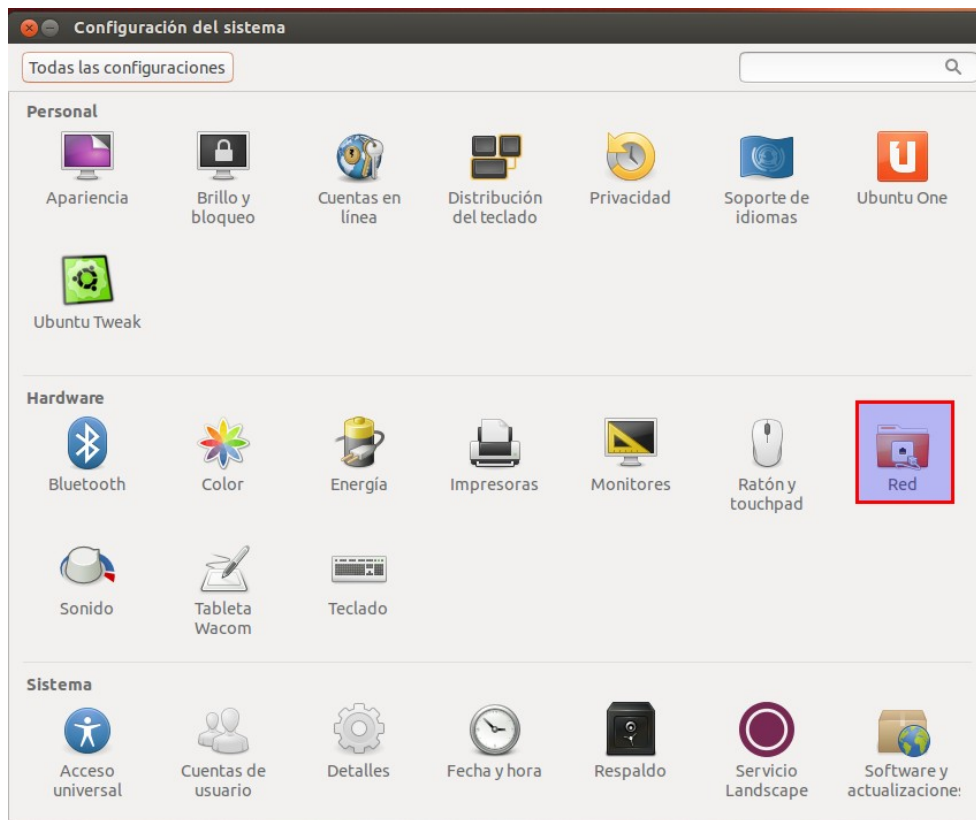 Configuración del sistema
Todas las configuraciones
Personal
Apariencia
Brillo y
bloqueo
Cuentas en
línea
Distribución
del teclado
Privacidad
Soporte de
idiomas
Ubuntu One
Ubuntu Tweak
Hardware
Bluetooth
Color
Energía
Impresoras
Monitores
Ratón y
touchpad
Red
Sonido
Tableta
Wacom
Teclado
Sistema
Acceso
universal
Cuentas de
usuario
Detalles
Fecha y hora
Respaldo
Servicio
Landscape
Software y
actualizaciones